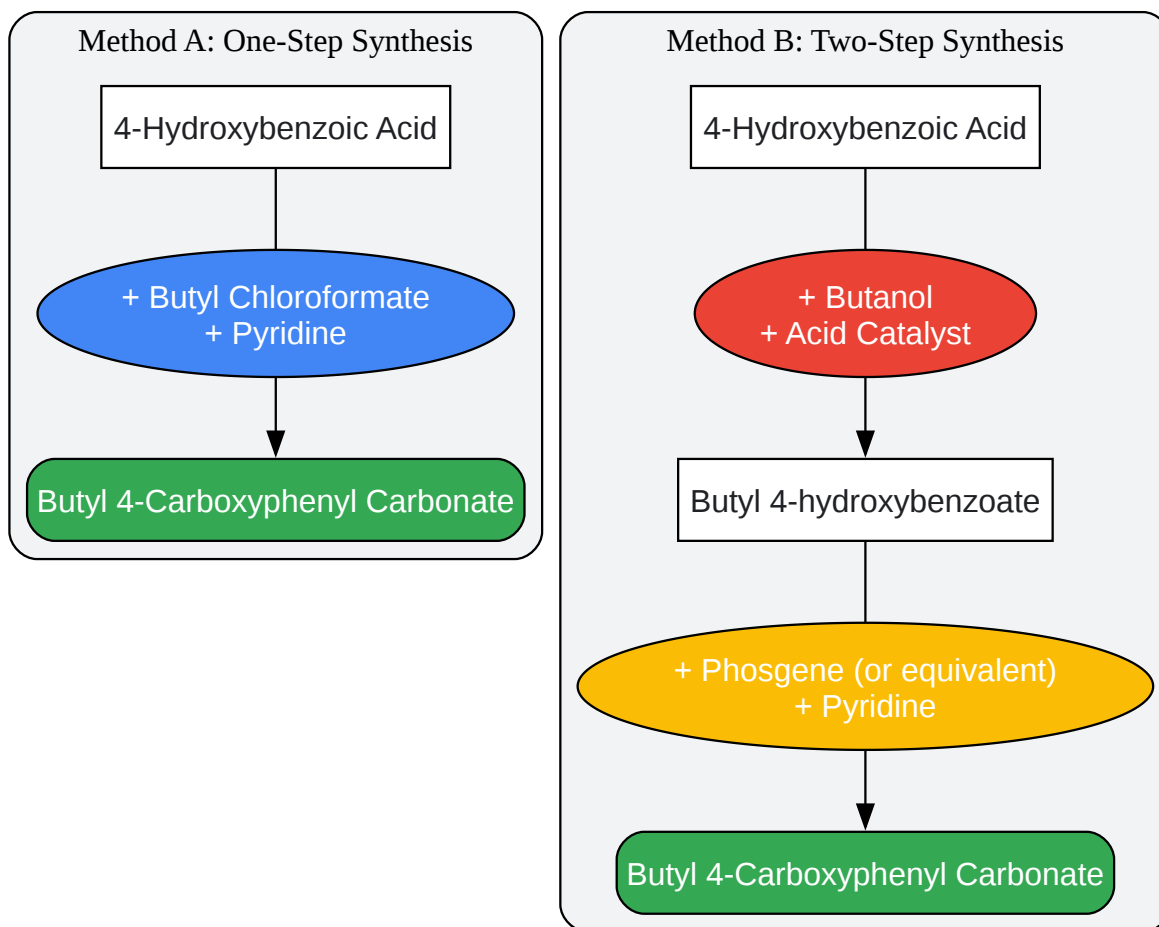 Method A: One-Step Synthesis
4-Hydroxybenzoic Acid
+ Butyl Chloroformate
+ Pyridine
Butyl 4-Carboxyphenyl Carbonate
Method B: Two-Step Synthesis
4-Hydroxybenzoic Acid
+ Butanol
+ Acid Catalyst
Butyl 4-hydroxybenzoate
+ Phosgene (or equivalent)
+ Pyridine
Butyl 4-Carboxyphenyl Carbonate